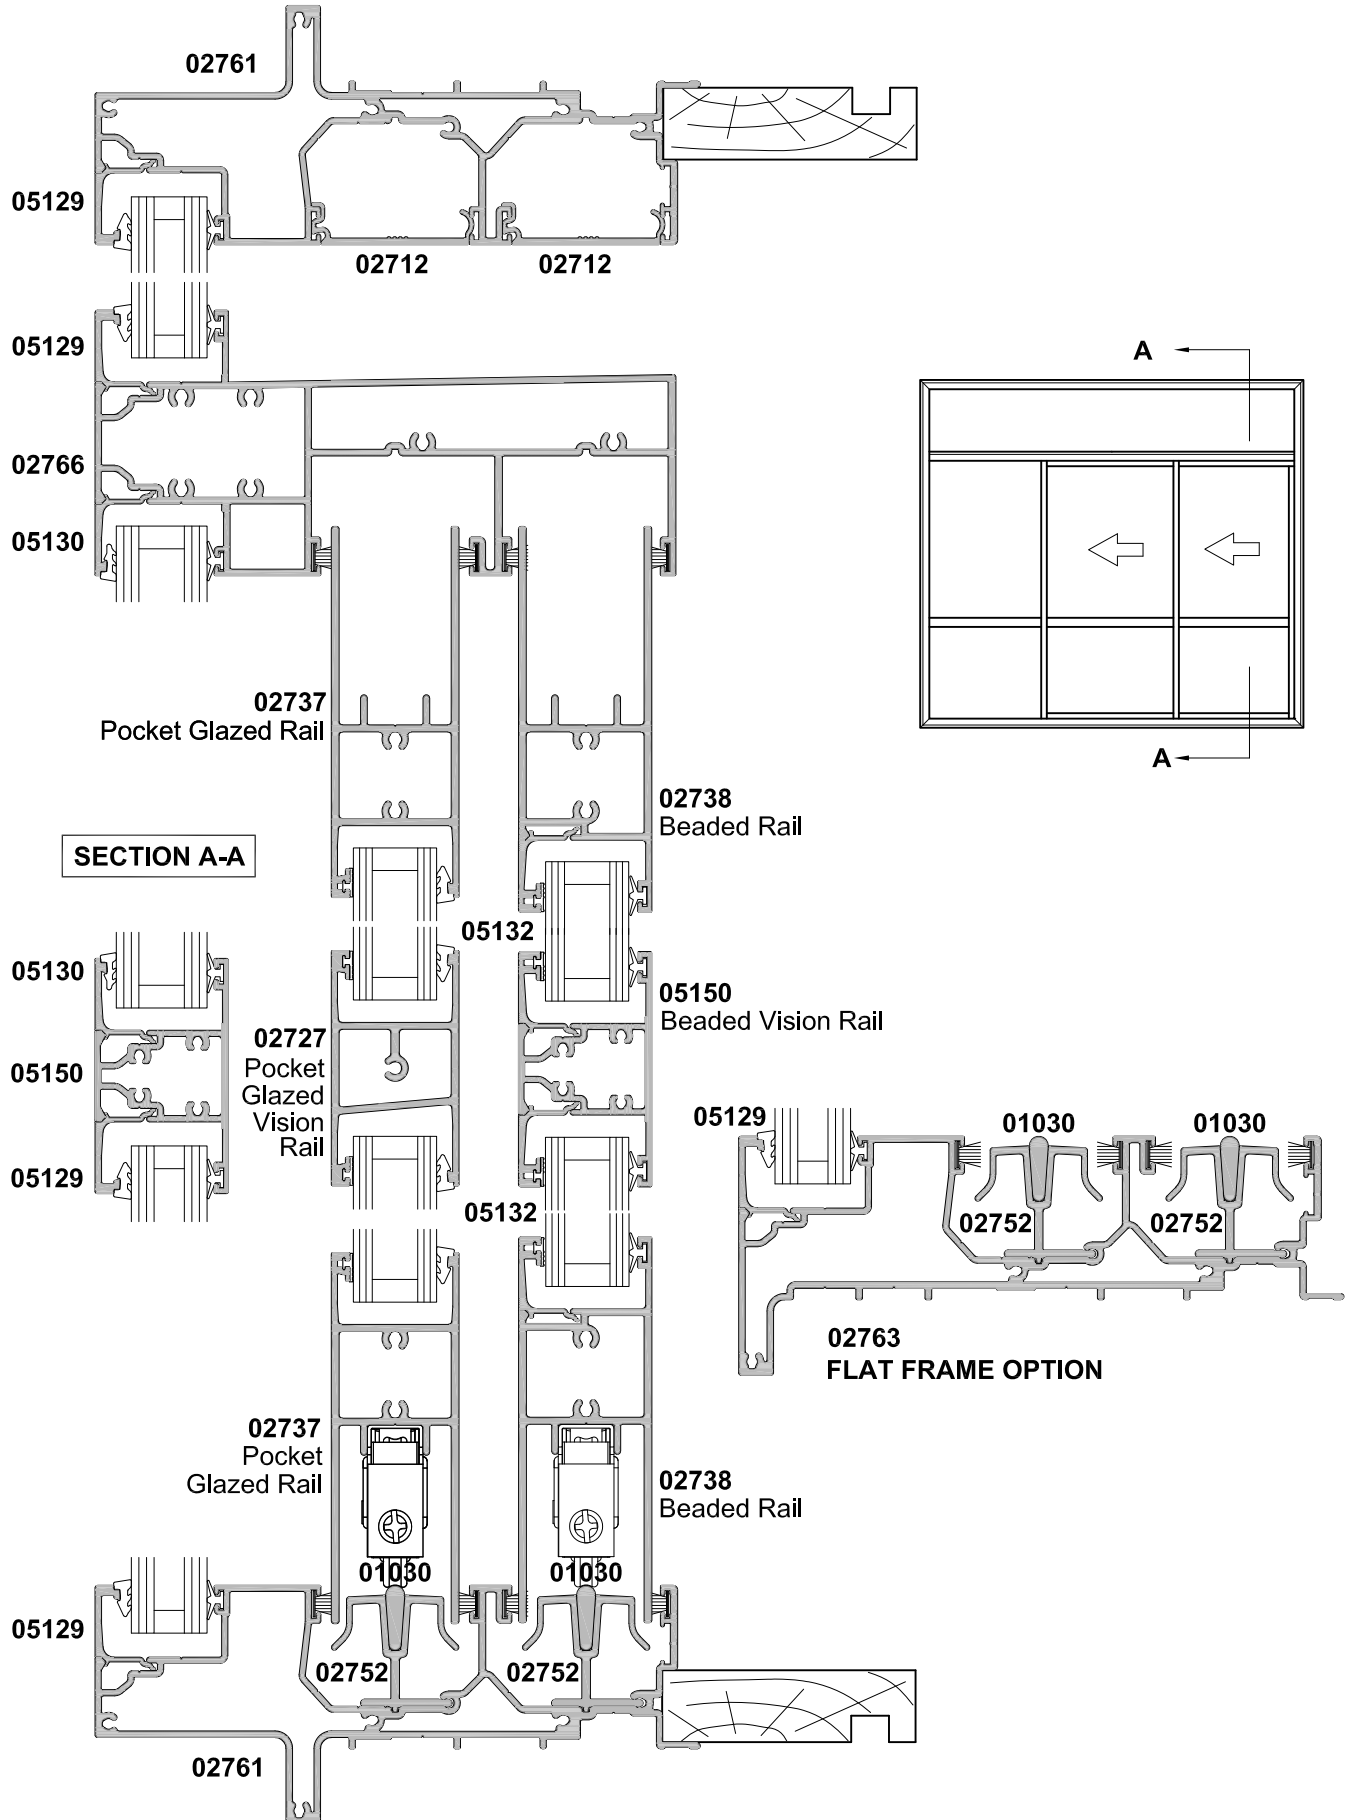 02761
05129
02712
02712
05129
A
02766
05130
02737
Pocket Glazed Rail
A
02738
Beaded Rail
SECTION A-A
05132
05130
05150
Beaded Vision Rail
02727
Pocket
Glazed
Vision
Rail
05150
05129
05132
05129
01030
01030
02752
02752
02763
FLAT FRAME OPTION
02737
Pocket
Glazed Rail
02738
Beaded Rail
01030
01030
05129
02752
02752
02761